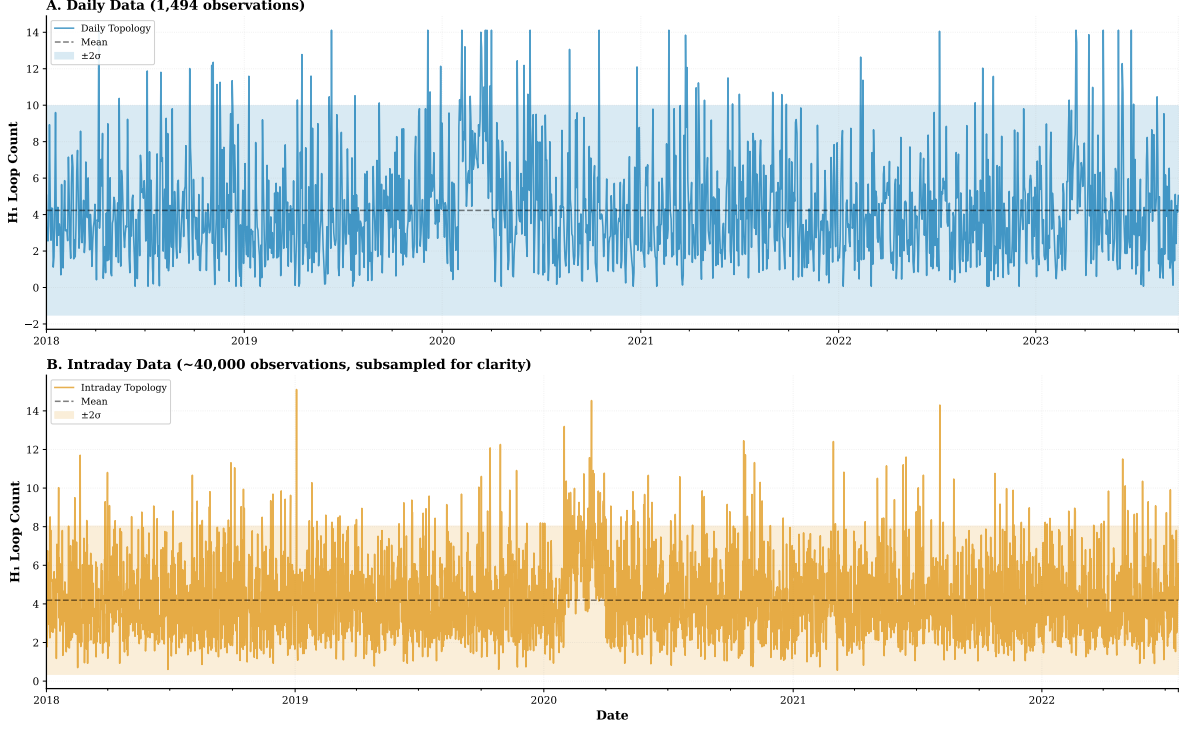 A. Daily Data (1,494 observations)
Daily Topology
Mean
±2σ
H₁ Loop Count
14
12
10
8
6
4
2
0
−2
2018 2019 2020 2021 2022 2023
B. Intraday Data (~40,000 observations, subsampled for clarity)
Intraday Topology
Mean
±2σ
H₁ Loop Count
14
12
10
8
6
4
2
0
2018 2019 2020 2021 2022
Date